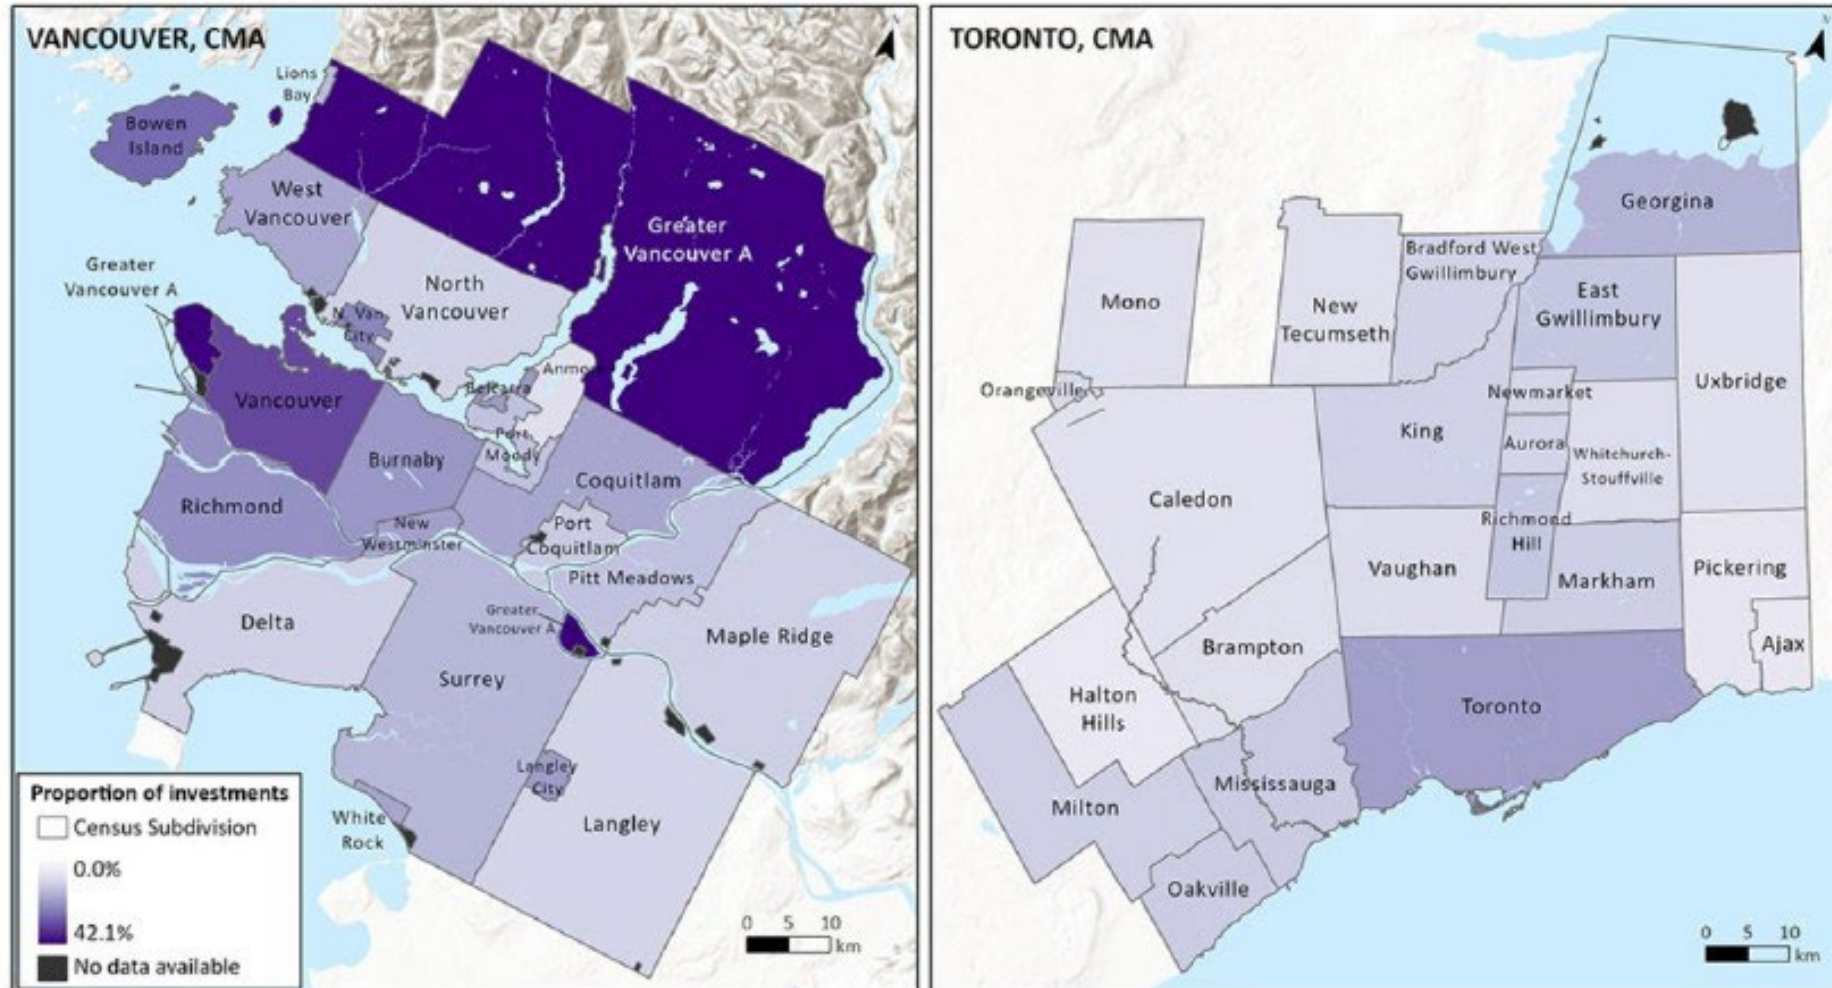 VANCOUVER, CMA
Lions
Bay
Bowen
Island
West
Vancouver
Greater
Vancouver A
Greater
Vancouver A
North
Vancouver
N. Van
City
Anmore
Belcarra
Vancouver
Port
Moody
Burnaby
Coquitlam
Richmond
New
Westminster
Port
Coquitlam
Pitt Meadows
Greater
Vancouver A
Delta
Maple Ridge
Surrey
Langley
City
Langley
White
Rock
Proportion of investments
Census Subdivision
0.0%
42.1%
No data available
0 5 10
km
TORONTO, CMA
N
Georgina
Bradford West
Gwillimbury
Mono
New
Tecumseth
East
Gwillimbury
Orangeville
Newmarket
Uxbridge
King
Aurora
Whitchurch-
Stouffville
Caledon
Richmond
Hill
Vaughan
Markham
Pickering
Brampton
Ajax
Halton
Hills
Toronto
Mississauga
Milton
Oakville
0 5 10
km